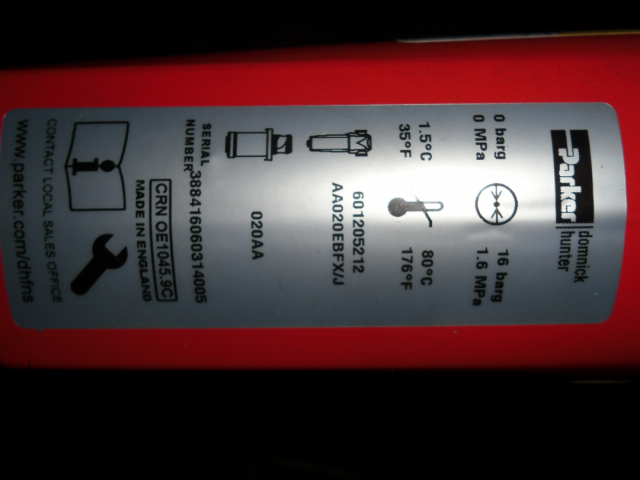 Parker domnick
hunter
0 barg 16 barg
0 MPa 1.6 MPa
1.5°C 80°C
35°F 176°F
601205212
AA020EBFX/J
020AA
SERIAL
NUMBER 388416060314005
CRN OE1045.9C
MADE IN ENGLAND
i
CONTACT LOCAL SALES OFFICE
www.parker.com/dhfns